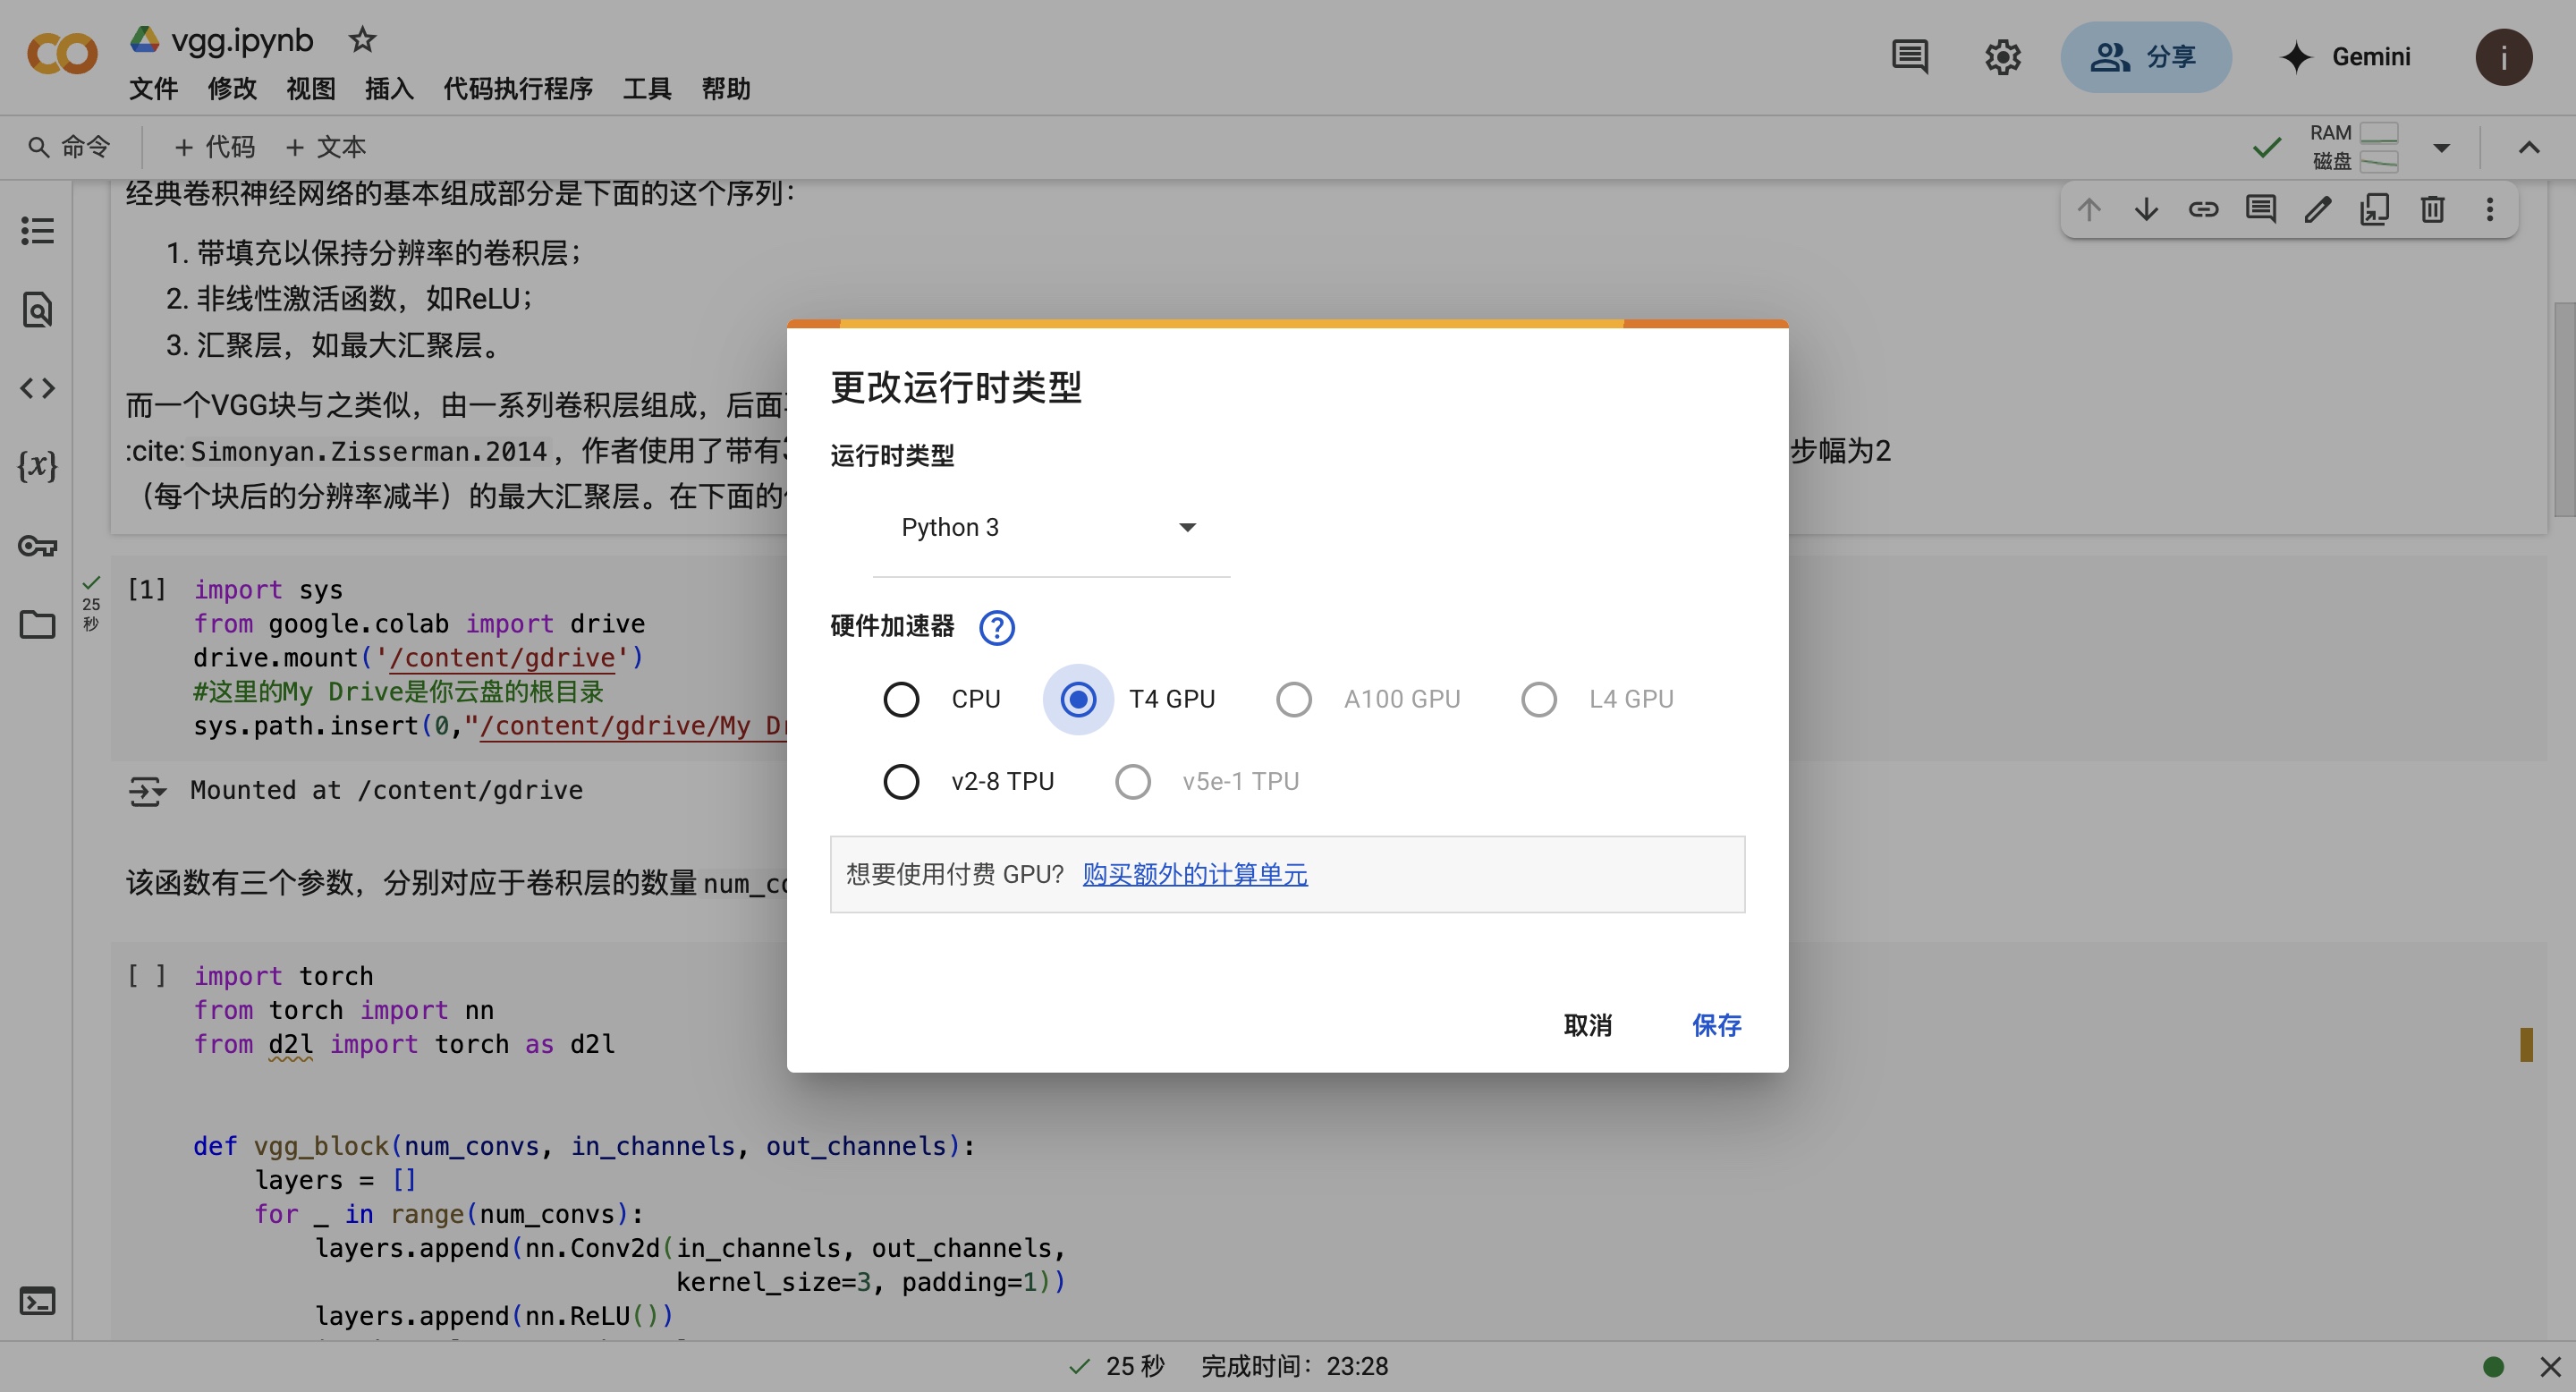 vgg.ipynb
文件 修改 视图 插入 代码执行程序 工具 帮助
分享
Gemini
i
命令 + 代码 + 文本
RAM
磁盘
经典卷积神经网络的基本组成部分是下面的这个序列：
1. 带填充以保持分辨率的卷积层；
2. 非线性激活函数，如ReLU；
3. 汇聚层，如最大汇聚层。
而一个VGG块与之类似，由一系列卷积层组成，后面
:cite:Simonyan.Zisserman.2014，作者使用了带有 步幅为2
（每个块后的分辨率减半）的最大汇聚层。在下面的
[1] import sys
25
秒
from google.colab import drive
drive.mount('/content/gdrive')
#这里的My Drive是你云盘的根目录
sys.path.insert(0,"/content/gdrive/My
Mounted at /content/gdrive
该函数有三个参数，分别对应于卷积层的数量
[ ] import torch
from torch import nn
from d2l import torch as d2l
def vgg_block(num_convs, in_channels, out_channels):
layers = []
for _ in range(num_convs):
layers.append(nn.Conv2d(in_channels, out_channels,
kernel_size=3, padding=1))
layers.append(nn.ReLU())
更改运行时类型
运行时类型
Python 3
硬件加速器 ?
CPU T4 GPU A100 GPU L4 GPU
v2-8 TPU v5e-1 TPU
想要使用付费 GPU? 购买额外的计算单元
取消 保存
25 秒 完成时间：23:28